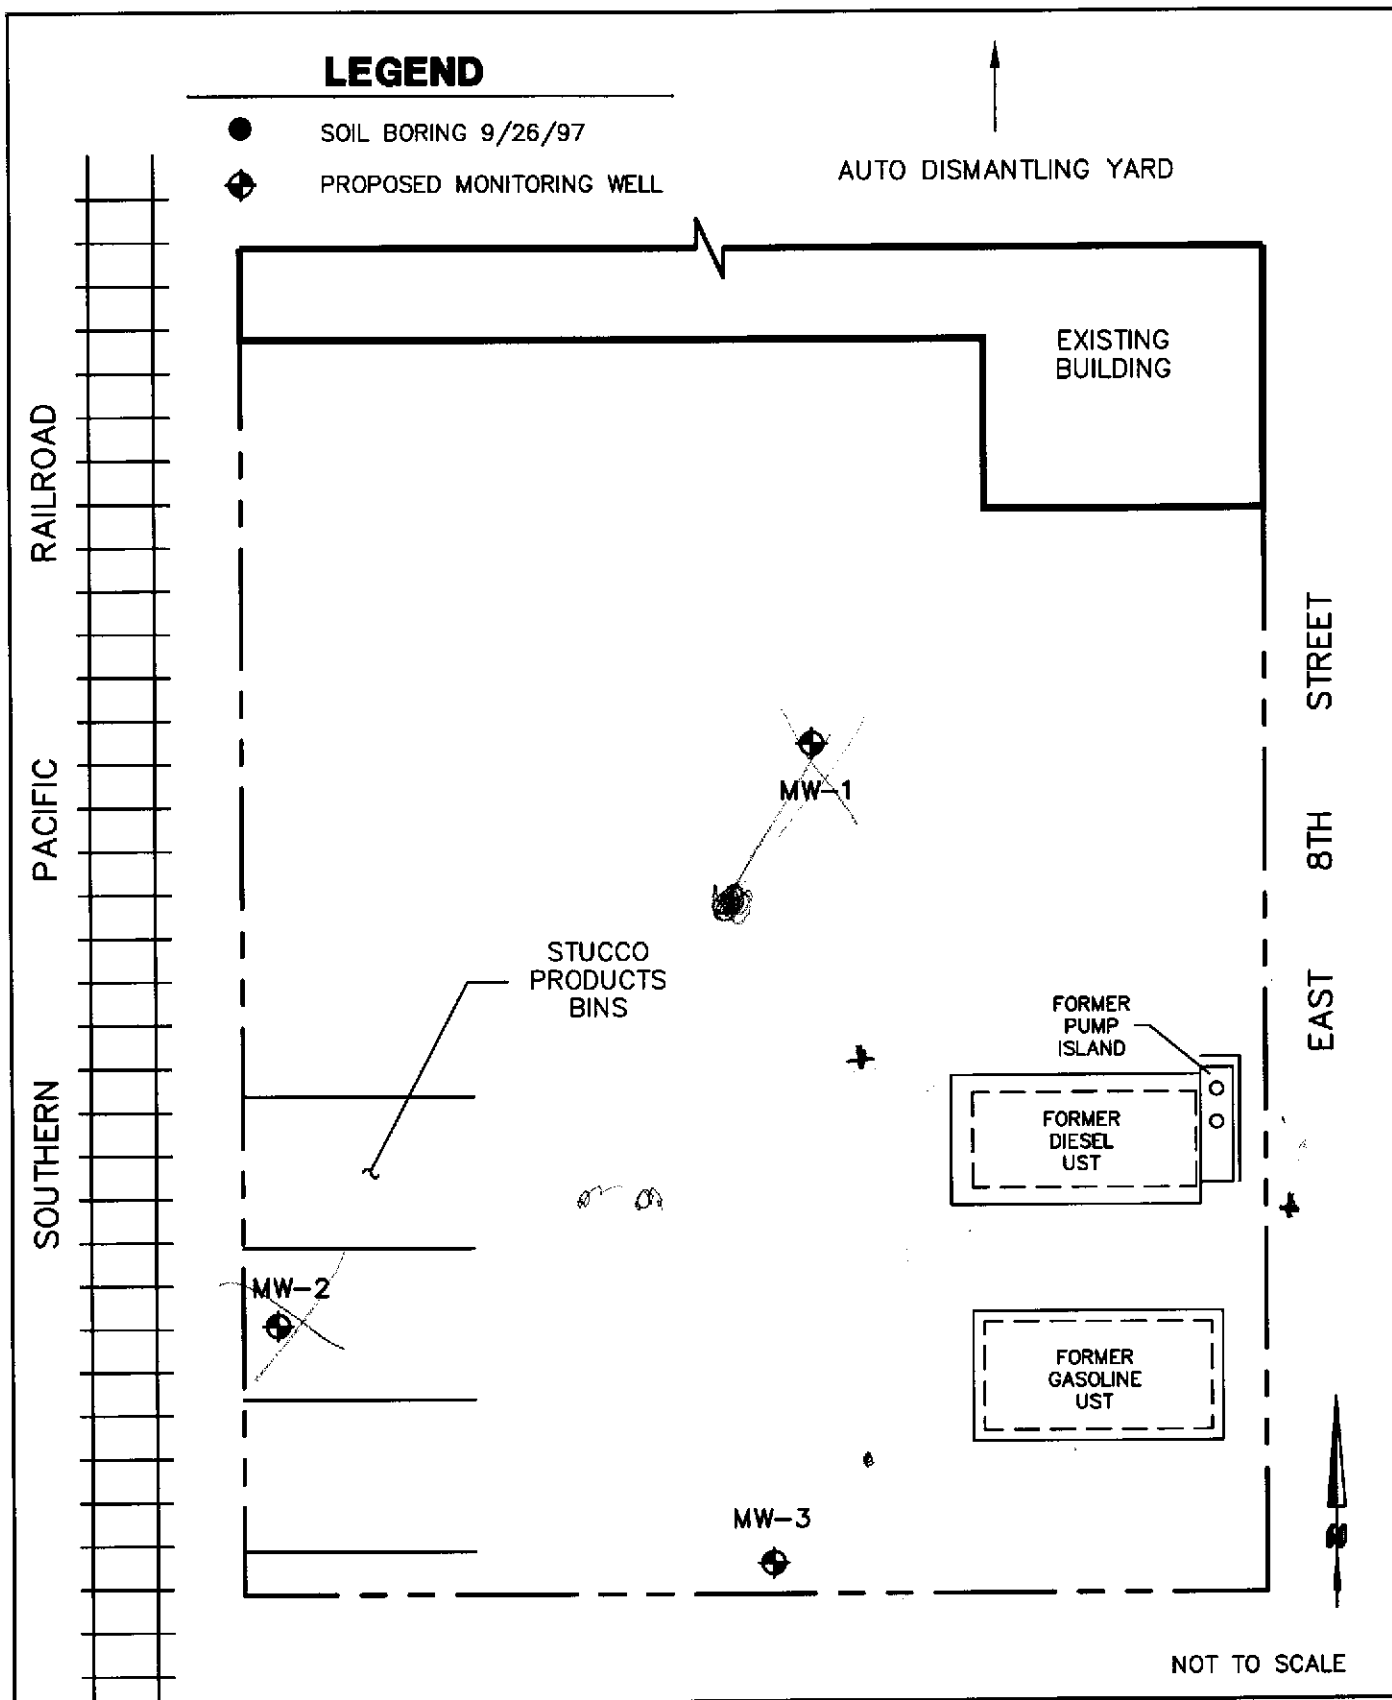 LEGEND
SOIL BORING 9/26/97
PROPOSED MONITORING WELL
AUTO DISMANTLING YARD
EXISTING
BUILDING
SOUTHERN PACIFIC RAILROAD
EAST 8TH STREET
MW-1
STUCCO
PRODUCTS
BINS
FORMER
PUMP
ISLAND
FORMER
DIESEL
UST
MW-2
FORMER
GASOLINE
UST
MW-3
NOT TO SCALE